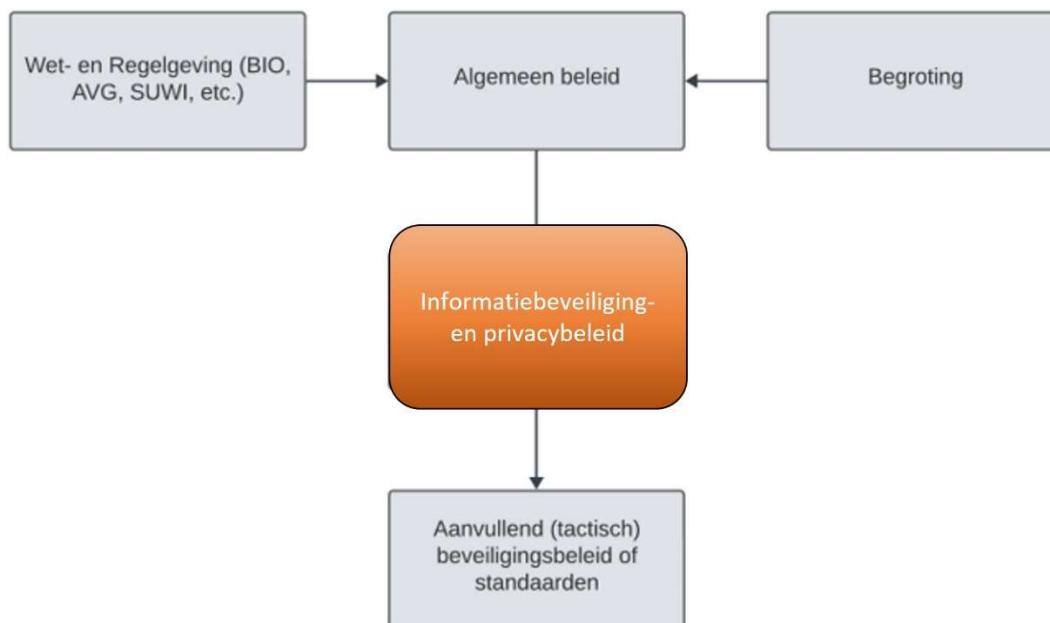 Wet- en Regelgeving (BIO,
AVG, SUWI, etc.)
Algemeen beleid
Begroting
Informatiebeveiliging-
en privacybeleid
Aanvullend (tactisch)
beveiligingsbeleid of
standaarden